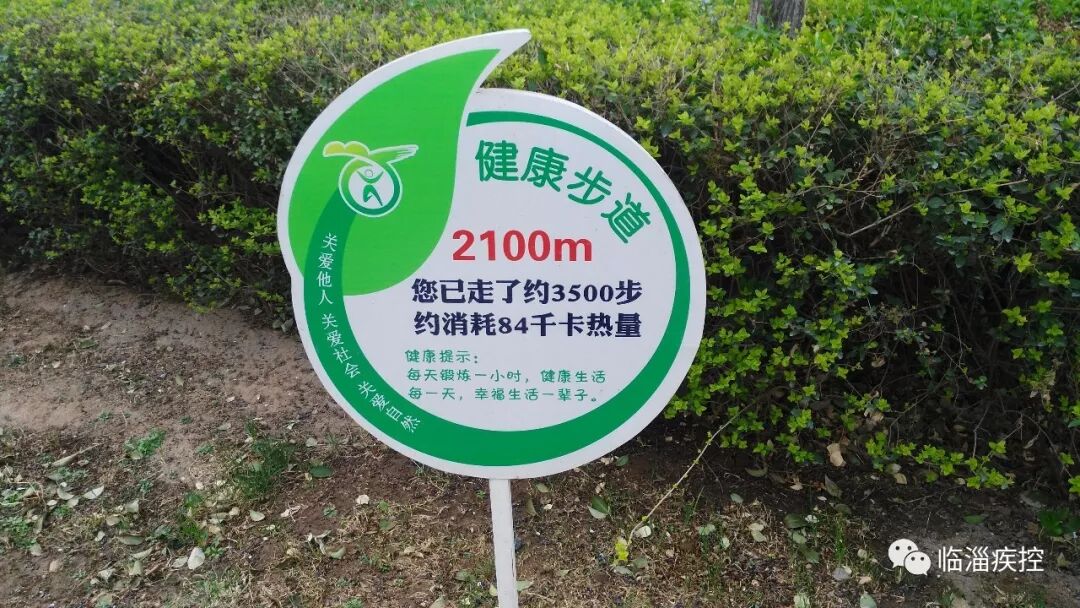 健康步道
2100m
您已走了约3500步
约消耗84千卡热量
健康提示：
每天锻炼一小时，健康生活
每一天，幸福生活一辈子。
关爱他人 关爱社会 关爱自然
临淄疾控